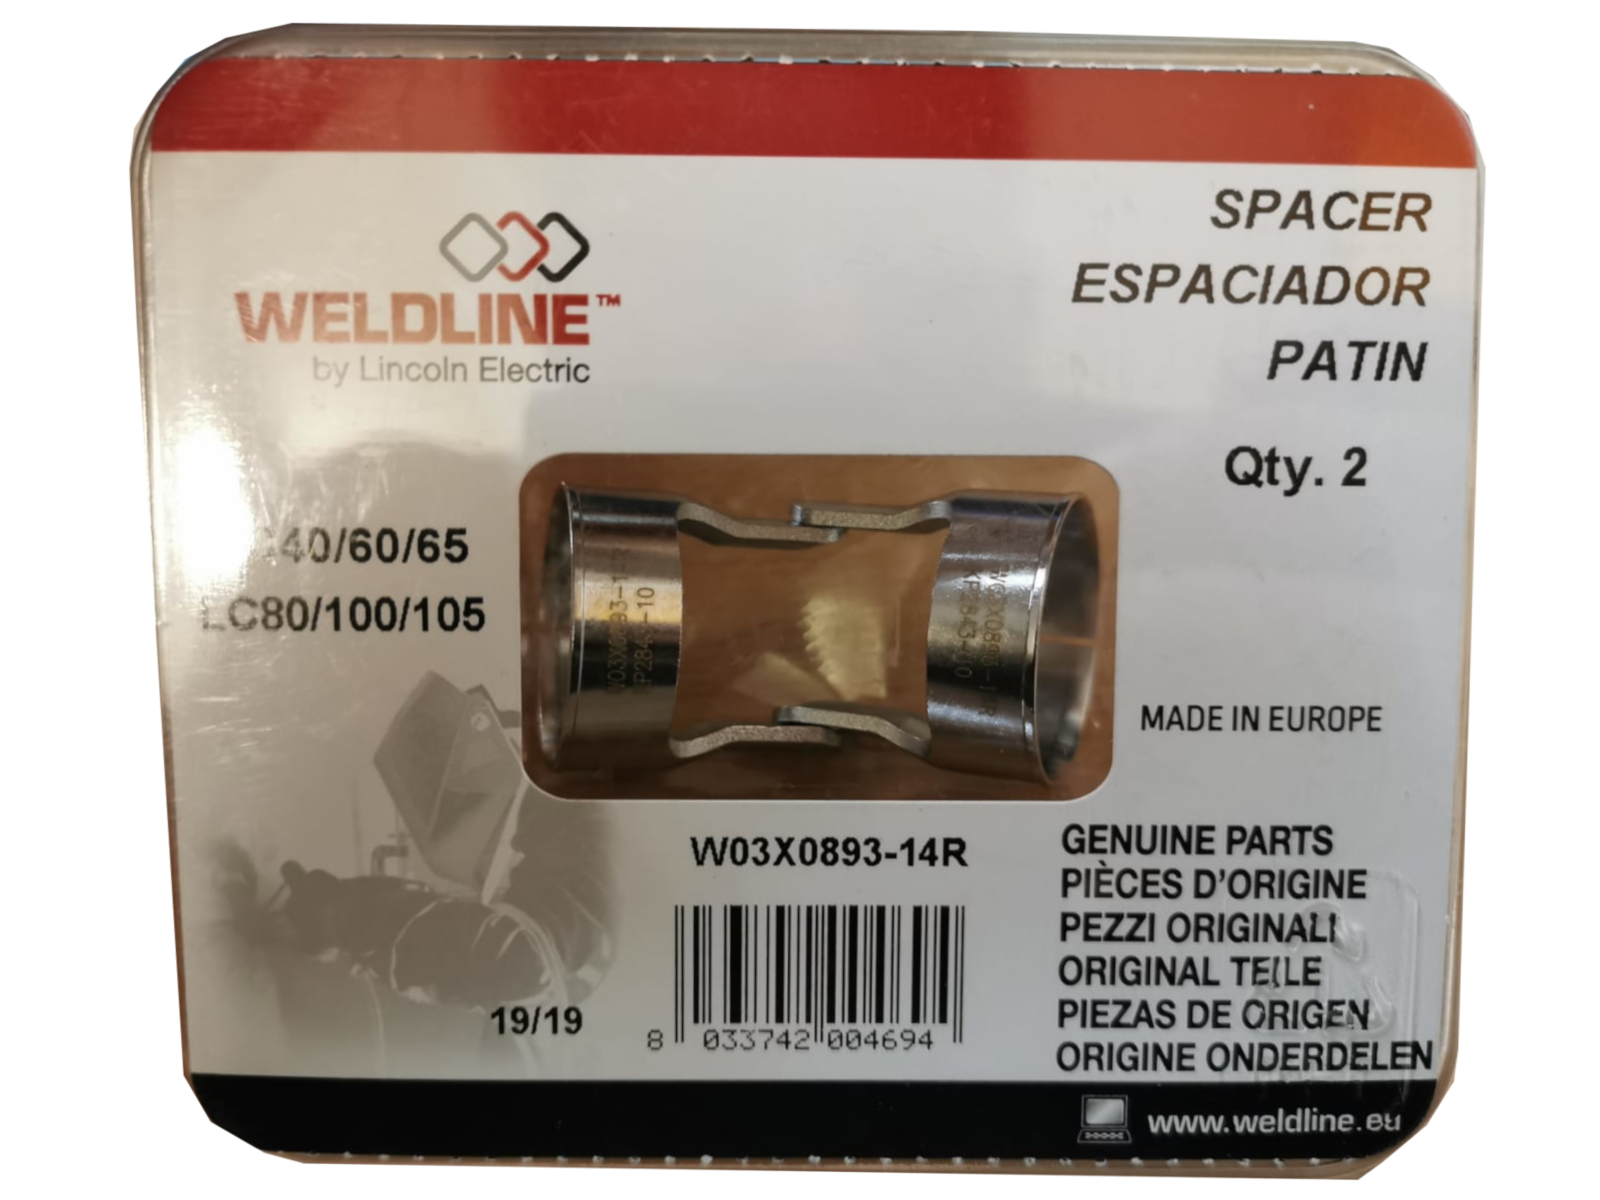 SPACER
ESPACIADOR
PATIN
WELDLINE™
by Lincoln Electric
Qty. 2
40/60/65
LC80/100/105
KP2843-10
MADE IN EUROPE
W03X0893-14R
GENUINE PARTS
PIÈCES D'ORIGINE
PEZZI ORIGINALI
ORIGINAL TEILE
PIEZAS DE ORIGEN
ORIGINE ONDERDELEN
19/19
8 033742 004694
www.weldline.eu